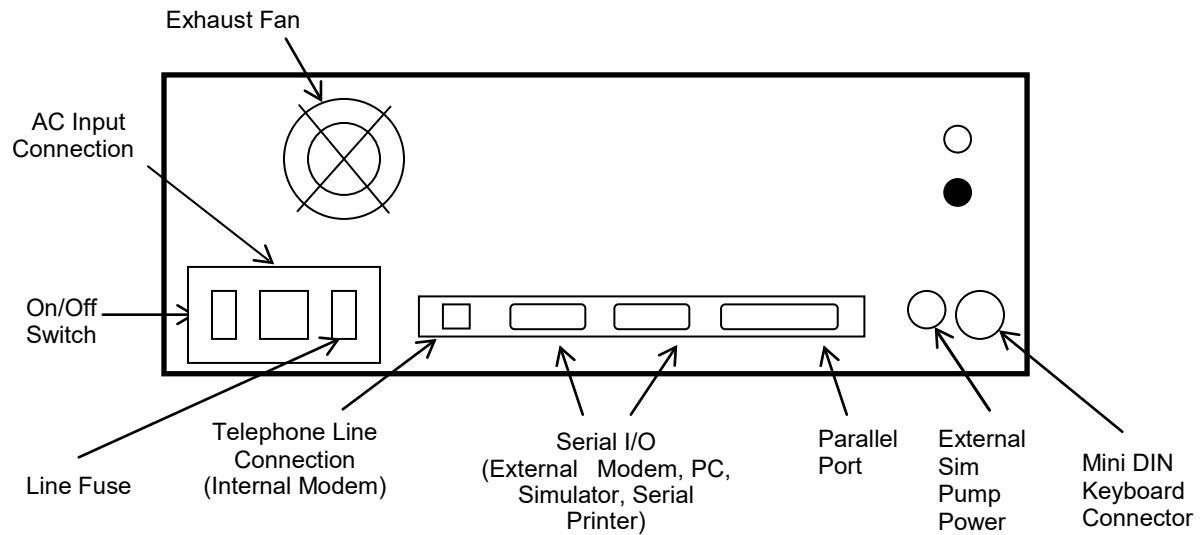 Exhaust Fan
AC Input
Connection
On/Off
Switch
Line Fuse
Telephone Line
Connection
(Internal Modem)
Serial I/O
(External Modem, PC,
Simulator, Serial
Printer)
Parallel
Port
External
Sim
Pump
Power
Mini DIN
Keyboard
Connector